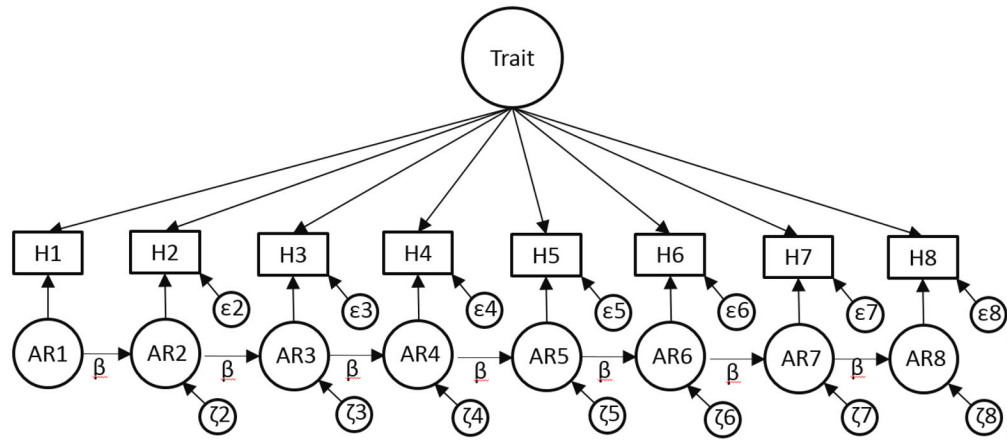 Trait
H1 H2 H3 H4 H5 H6 H7 H8
ε2 ε3 ε4 ε5 ε6 ε7 ε8
AR1 AR2 AR3 AR4 AR5 AR6 AR7 AR8
β β β β β β β
ζ2 ζ3 ζ4 ζ5 ζ6 ζ7 ζ8